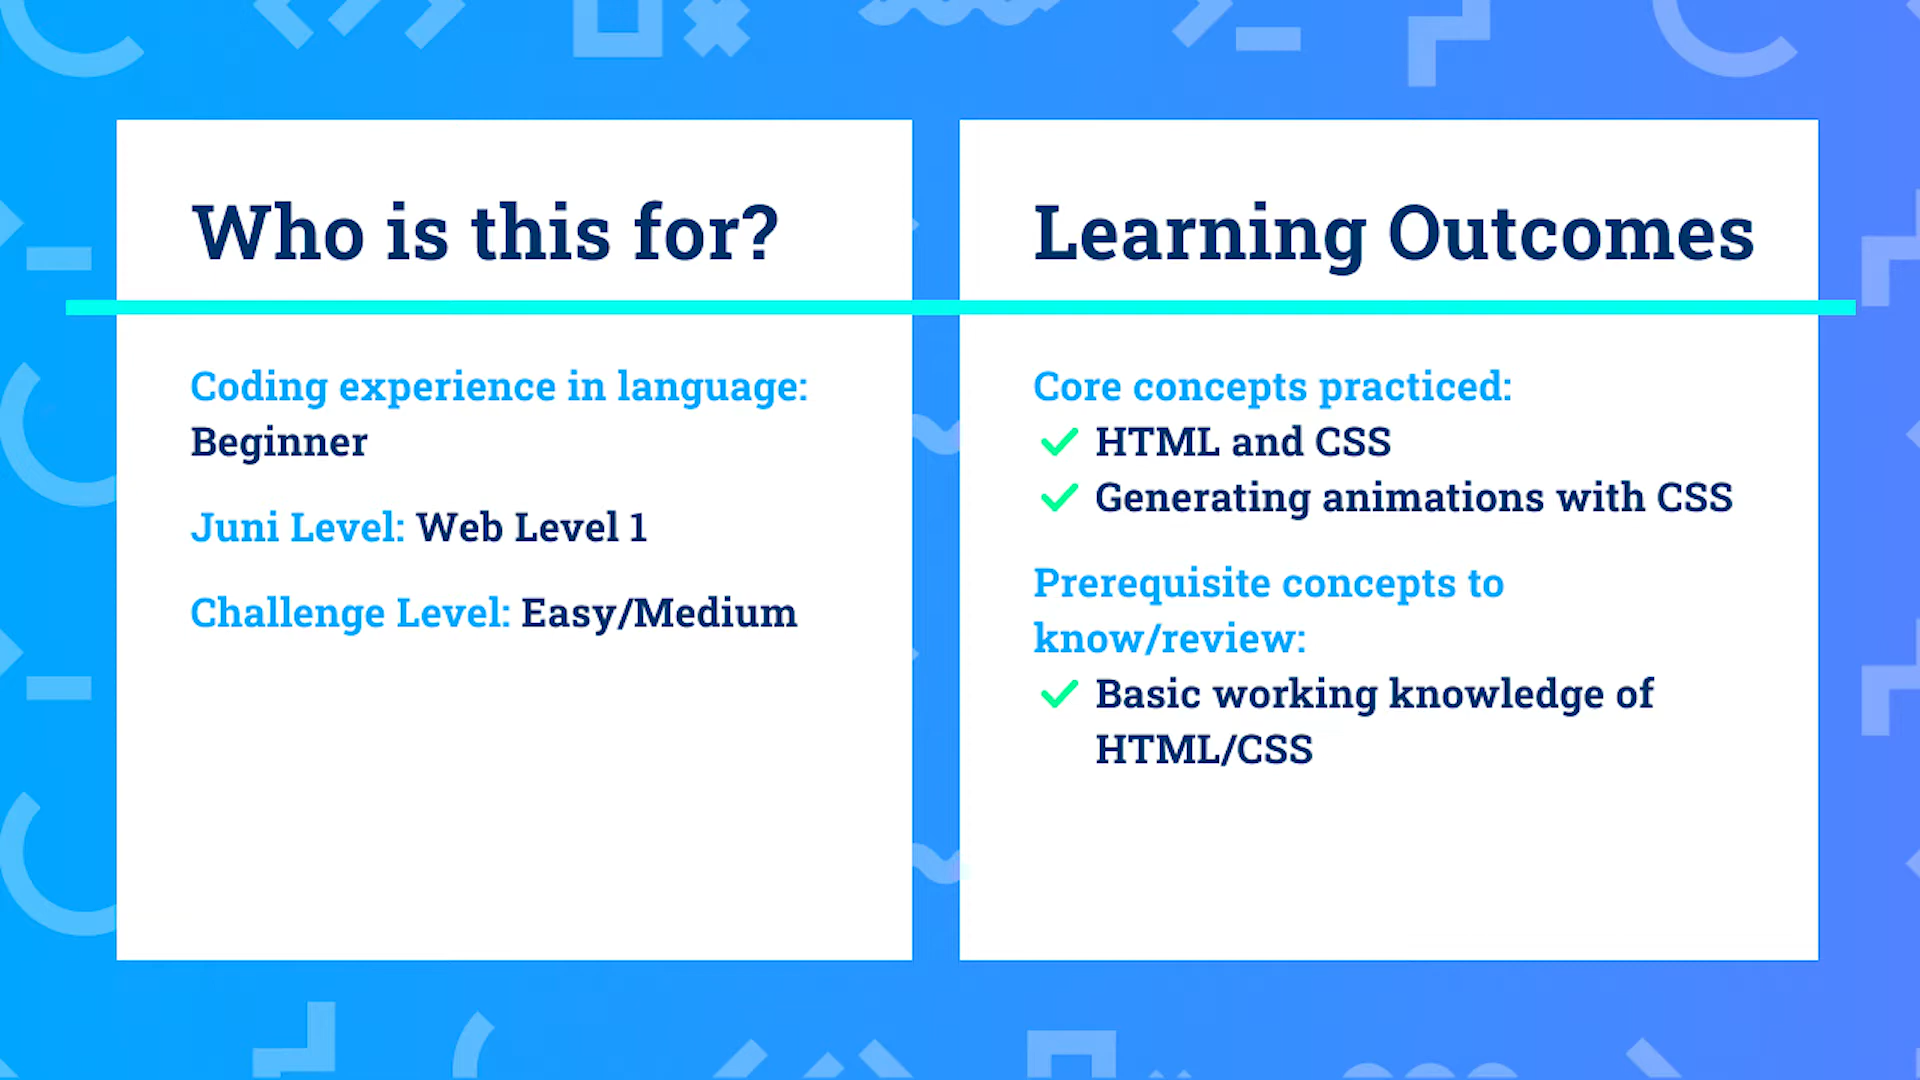 Who is this for?
Coding experience in language:
Beginner
Juni Level: Web Level 1
Challenge Level: Easy/Medium
Learning Outcomes
Core concepts practiced:
HTML and CSS
Generating animations with CSS
Prerequisite concepts to
know/review:
Basic working knowledge of
HTML/CSS